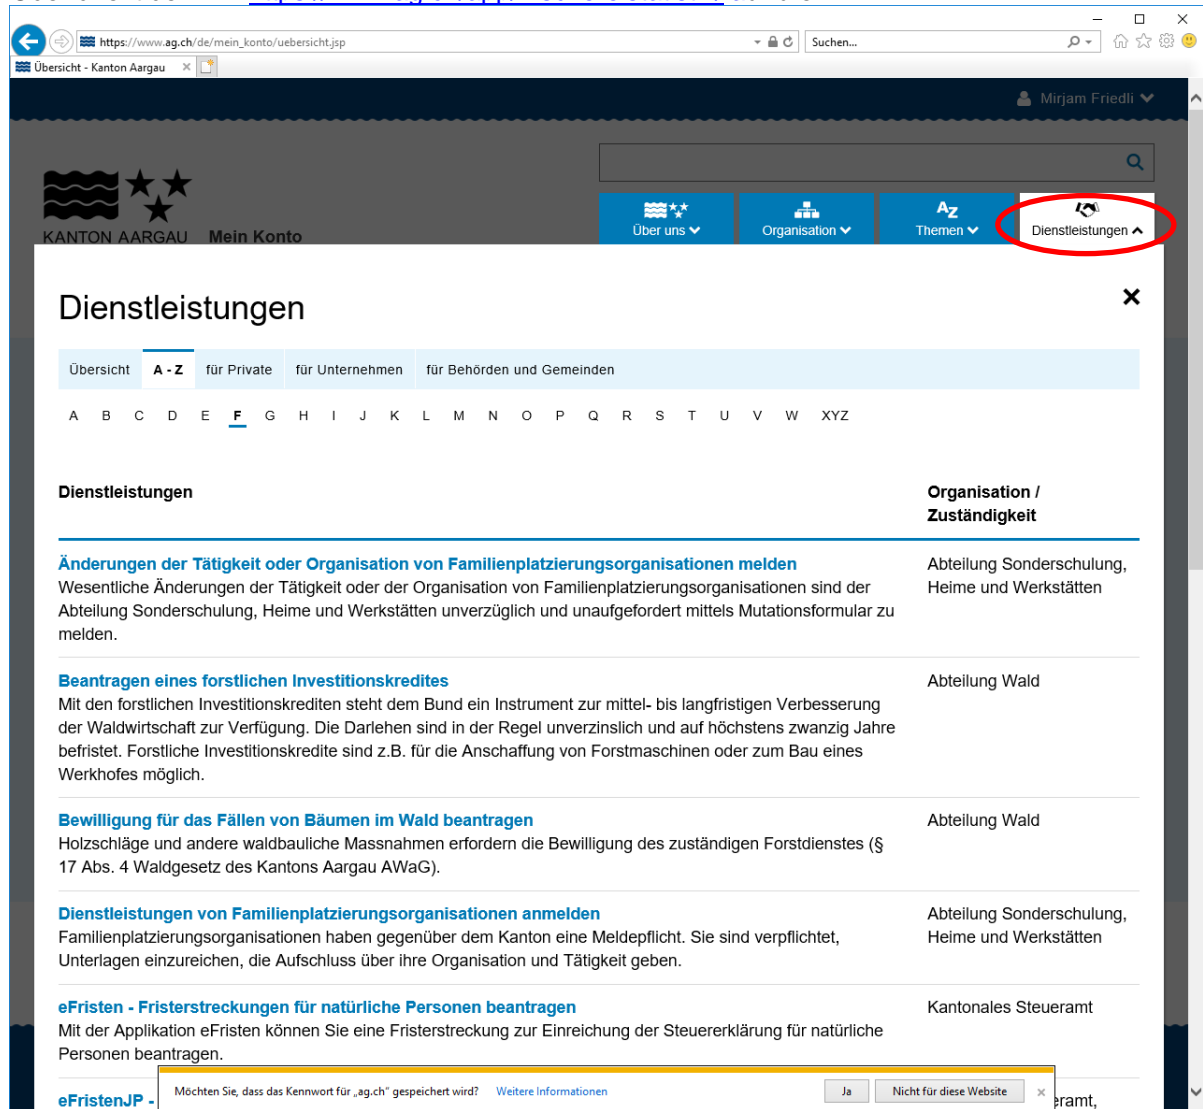 https://www.ag.ch/de/mein_konto/uebersicht.jsp
Suchen...
Übersicht - Kanton Aargau
Mirjam Friedli
KANTON AARGAU Mein Konto
Über uns
Organisation
AZ
Themen
Dienstleistungen
Dienstleistungen
Übersicht A - Z für Private für Unternehmen für Behörden und Gemeinden
A B C D E F G H I J K L M N O P Q R S T U V W XYZ
Dienstleistungen
Organisation /
Zuständigkeit
Änderungen der Tätigkeit oder Organisation von Familienplatzierungsorganisationen melden
Wesentliche Änderungen der Tätigkeit oder der Organisation von Familienplatzierungsorganisationen sind der
Abteilung Sonderschulung, Heime und Werkstätten unverzüglich und unaufgefordert mittels Mutationsformular zu
melden.
Abteilung Sonderschulung,
Heime und Werkstätten
Beantragen eines forstlichen Investitionskredites
Mit den forstlichen Investitionskrediten steht dem Bund ein Instrument zur mittel- bis langfristigen Verbesserung
der Waldwirtschaft zur Verfügung. Die Darlehen sind in der Regel unverzinslich und auf höchstens zwanzig Jahre
befristet. Forstliche Investitionskredite sind z.B. für die Anschaffung von Forstmaschinen oder zum Bau eines
Werkhofes möglich.
Abteilung Wald
Bewilligung für das Fällen von Bäumen im Wald beantragen
Holzschläge und andere waldbauliche Massnahmen erfordern die Bewilligung des zuständigen Forstdienstes (§
17 Abs. 4 Waldgesetz des Kantons Aargau AWaG).
Abteilung Wald
Dienstleistungen von Familienplatzierungsorganisationen anmelden
Familienplatzierungsorganisationen haben gegenüber dem Kanton eine Meldepflicht. Sie sind verpflichtet,
Unterlagen einzureichen, die Aufschluss über ihre Organisation und Tätigkeit geben.
Abteilung Sonderschulung,
Heime und Werkstätten
eFristen - Fristerstreckungen für natürliche Personen beantragen
Mit der Applikation eFristen können Sie eine Fristerstreckung zur Einreichung der Steuererklärung für natürliche
Personen beantragen.
Kantonales Steueramt
eFristenJP -
eramt,
Möchten Sie, dass das Kennwort für „ag.ch" gespeichert wird? Weitere Informationen Ja Nicht für diese Website